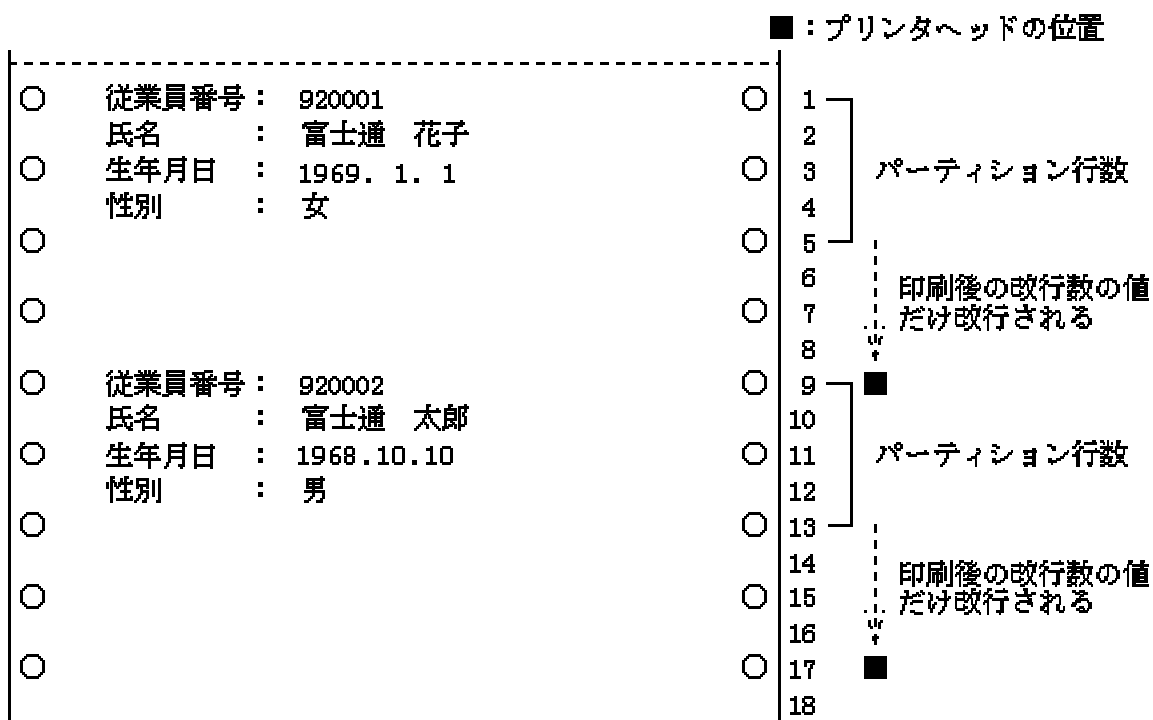 ■：プリンタヘッドの位置
従業員番号： 920001 1
氏名 ： 富士通 花子 2
生年月日 ： 1969. 1. 1 3 パーティション行数
性別 ： 女 4
5
6
印刷後の改行数の値
7 だけ改行される
8
従業員番号： 920002 9
氏名 ： 富士通 太郎 10
生年月日 ： 1968.10.10 11 パーティション行数
性別 ： 男 12
13
14
印刷後の改行数の値
15 だけ改行される
16
17
18